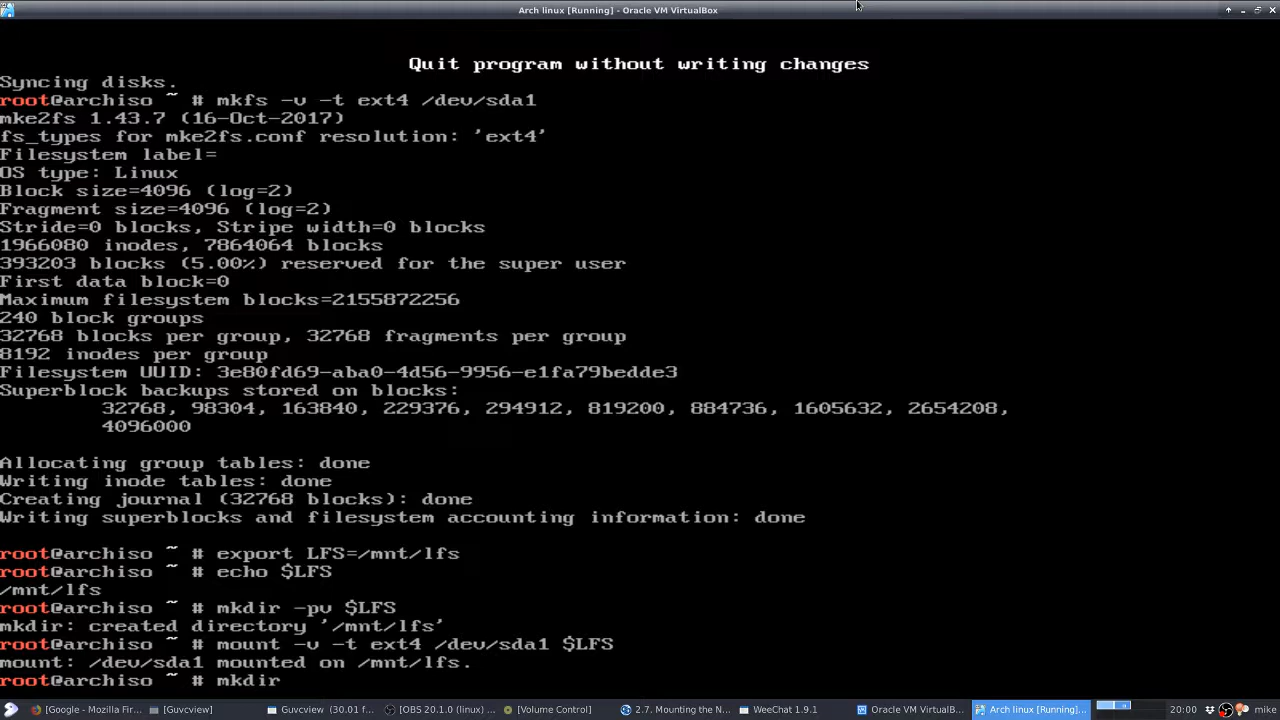 Arch linux [Running] - Oracle VM VirtualBox
Quit program without writing changes
Syncing disks.
root@archiso ~ # mkfs -v -t ext4 /dev/sda1
mke2fs 1.43.7 (16-Oct-2017)
fs_types for mke2fs.conf resolution: 'ext4'
Filesystem label=
OS type: Linux
Block size=4096 (log=2)
Fragment size=4096 (log=2)
Stride=0 blocks, Stripe width=0 blocks
1966080 inodes, 7864064 blocks
393203 blocks (5.00%) reserved for the super user
First data block=0
Maximum filesystem blocks=2155872256
240 block groups
32768 blocks per group, 32768 fragments per group
8192 inodes per group
Filesystem UUID: 3e80fd69-aba0-4d56-9956-e1fa79bedde3
Superblock backups stored on blocks:
32768, 98304, 163840, 229376, 294912, 819200, 884736, 1605632, 2654208,
4096000
Allocating group tables: done
Writing inode tables: done
Creating journal (32768 blocks): done
Writing superblocks and filesystem accounting information: done
root@archiso ~ # export LFS=/mnt/lfs
root@archiso ~ # echo $LFS
/mnt/lfs
root@archiso ~ # mkdir -pv $LFS
mkdir: created directory '/mnt/lfs'
root@archiso ~ # mount -v -t ext4 /dev/sda1 $LFS
mount: /dev/sda1 mounted on /mnt/lfs.
root@archiso ~ # mkdir
[Google - Mozilla Fir... [Guvcview] Guvcview (30.01 f... [OBS 20.1.0 (linux) ... [Volume Control] 2.7. Mounting the N... WeeChat 1.9.1 Oracle VM VirtualB... Arch linux [Running]... 20:00 mike